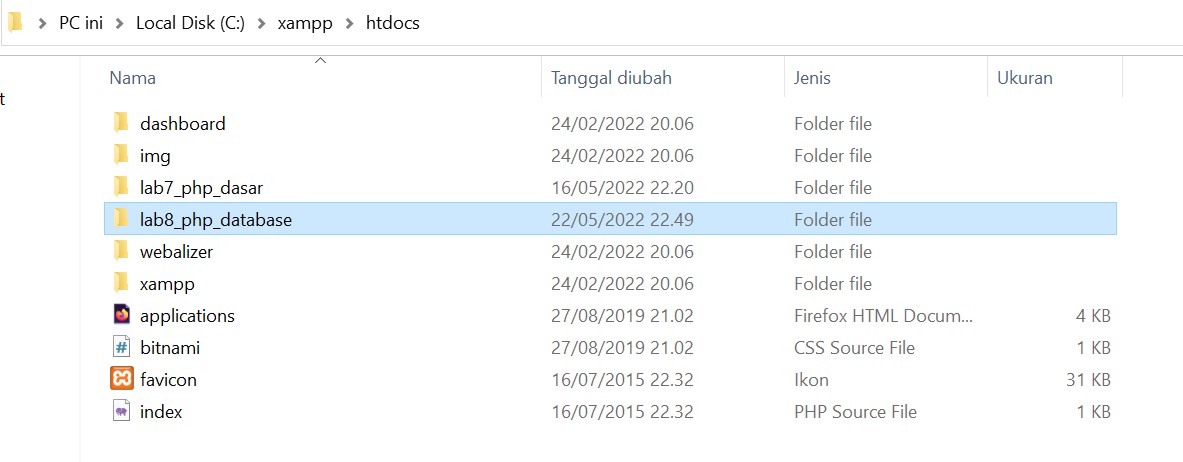 PC ini > Local Disk (C:) > xampp > htdocs
Nama Tanggal diubah Jenis Ukuran
t
dashboard 24/02/2022 20.06 Folder file
img 24/02/2022 20.06 Folder file
lab7_php_dasar 16/05/2022 22.20 Folder file
lab8_php_database 22/05/2022 22.49 Folder file
webalizer 24/02/2022 20.06 Folder file
xampp 24/02/2022 20.06 Folder file
applications 27/08/2019 21.02 Firefox HTML Docum... 4 KB
bitnami 27/08/2019 21.02 CSS Source File 1 KB
favicon 16/07/2015 22.32 Ikon 31 KB
index 16/07/2015 22.32 PHP Source File 1 KB